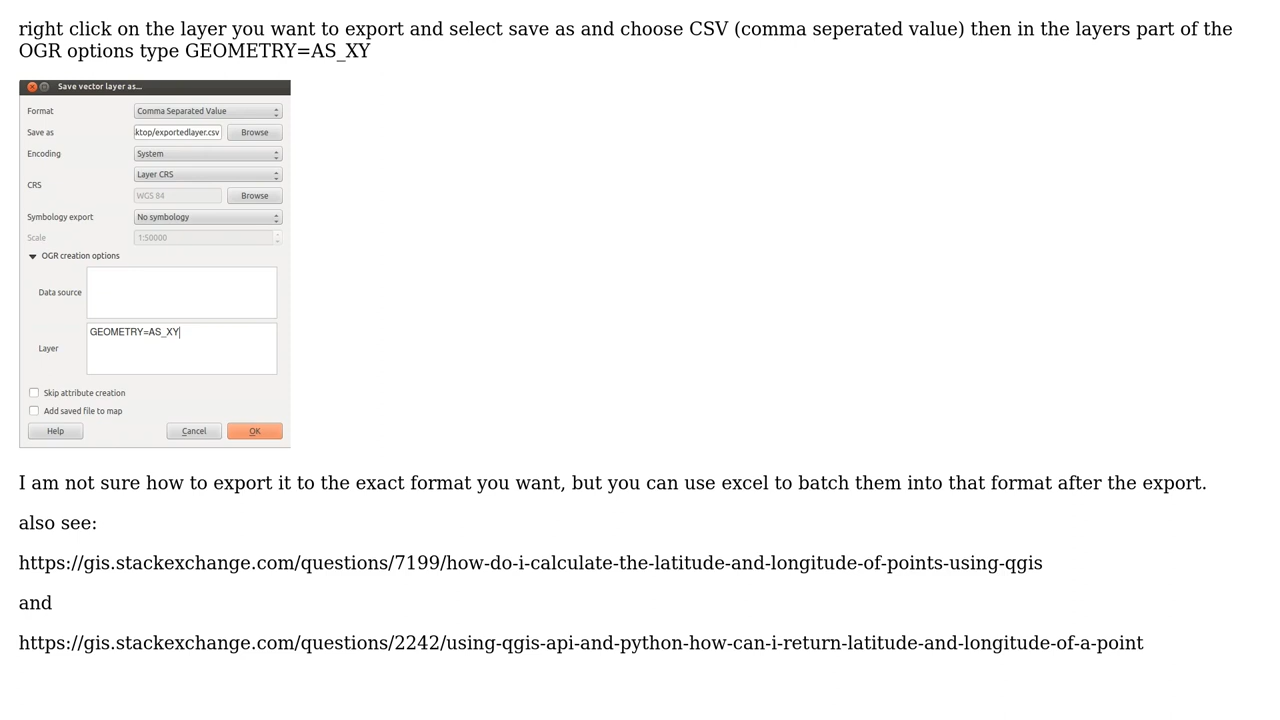 right click on the layer you want to export and select save as and choose CSV (comma seperated value) then in the layers part of the
OGR options type GEOMETRY=AS_XY
Save vector layer as...
Format Comma Separated Value
Save as ktop/exportedlayer.csv Browse
Encoding System
Layer CRS
CRS
WGS 84 Browse
Symbology export No symbology
Scale 1:50000
OGR creation options
Data source
GEOMETRY=AS_XY
Layer
Skip attribute creation
Add saved file to map
Help Cancel OK
I am not sure how to export it to the exact format you want, but you can use excel to batch them into that format after the export.
also see:
https://gis.stackexchange.com/questions/7199/how-do-i-calculate-the-latitude-and-longitude-of-points-using-qgis
and
https://gis.stackexchange.com/questions/2242/using-qgis-api-and-python-how-can-i-return-latitude-and-longitude-of-a-point